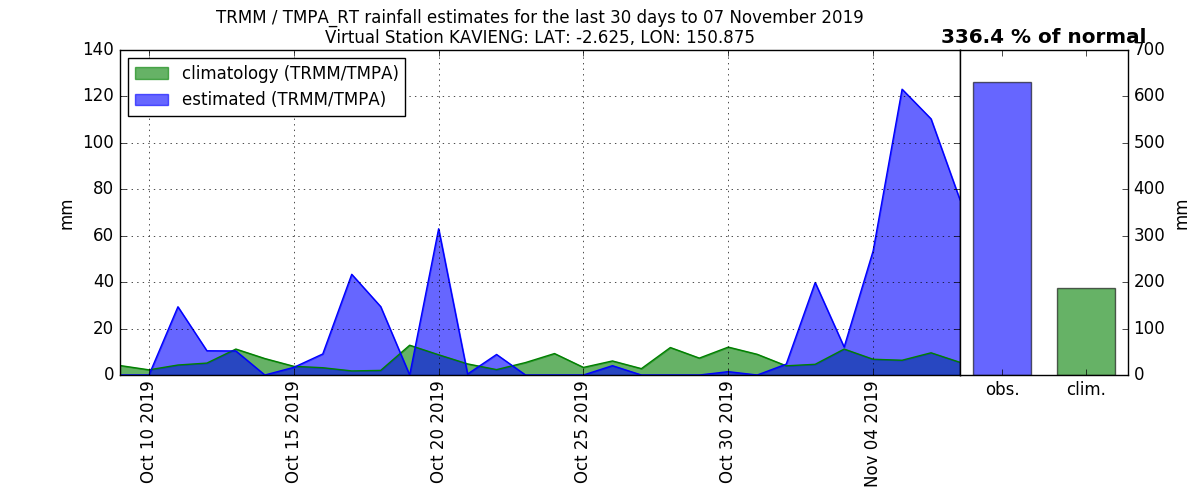 TRMM / TMPA_RT rainfall estimates for the last 30 days to 07 November 2019
Virtual Station KAVIENG: LAT: -2.625, LON: 150.875
336.4 % of normal
climatology (TRMM/TMPA)
estimated (TRMM/TMPA)
140
120
100
80
60
40
20
0
mm
Oct 10 2019
Oct 15 2019
Oct 20 2019
Oct 25 2019
Oct 30 2019
Nov 04 2019
obs.
clim.
700
600
500
400
300
200
100
0
mm